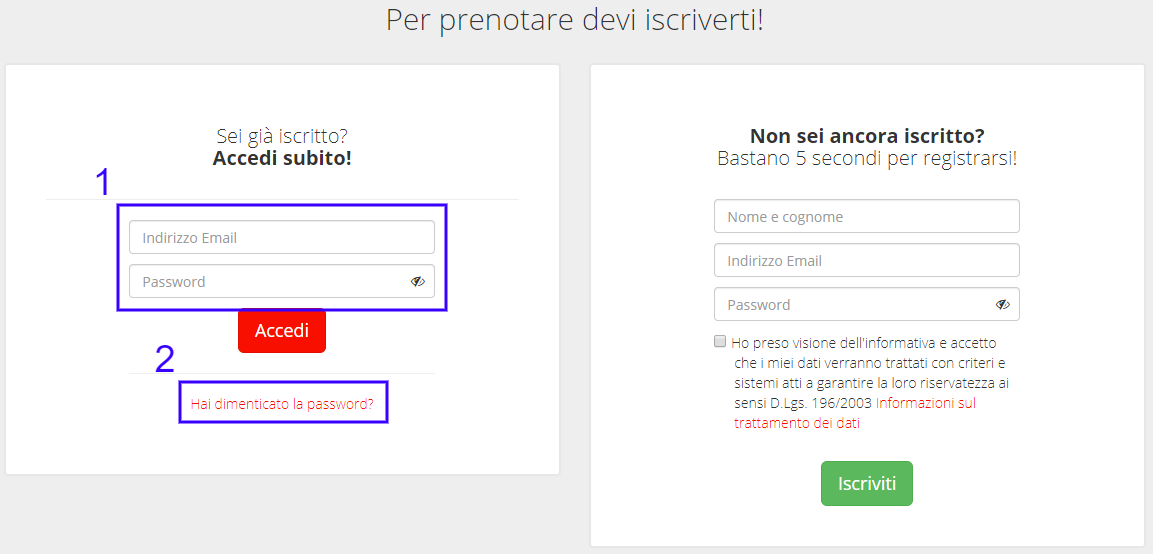 Per prenotare devi iscriverti!
Sei già iscritto?
Accedi subito!
1
Indirizzo Email
Password
Accedi
2
Hai dimenticato la password?
Non sei ancora iscritto?
Bastano 5 secondi per registrarsi!
Nome e cognome
Indirizzo Email
Password
Ho preso visione dell'informativa e accetto
che i miei dati verranno trattati con criteri e
sistemi atti a garantire la loro riservatezza ai
sensi D.Lgs. 196/2003 Informazioni sul
trattamento dei dati
Iscriviti